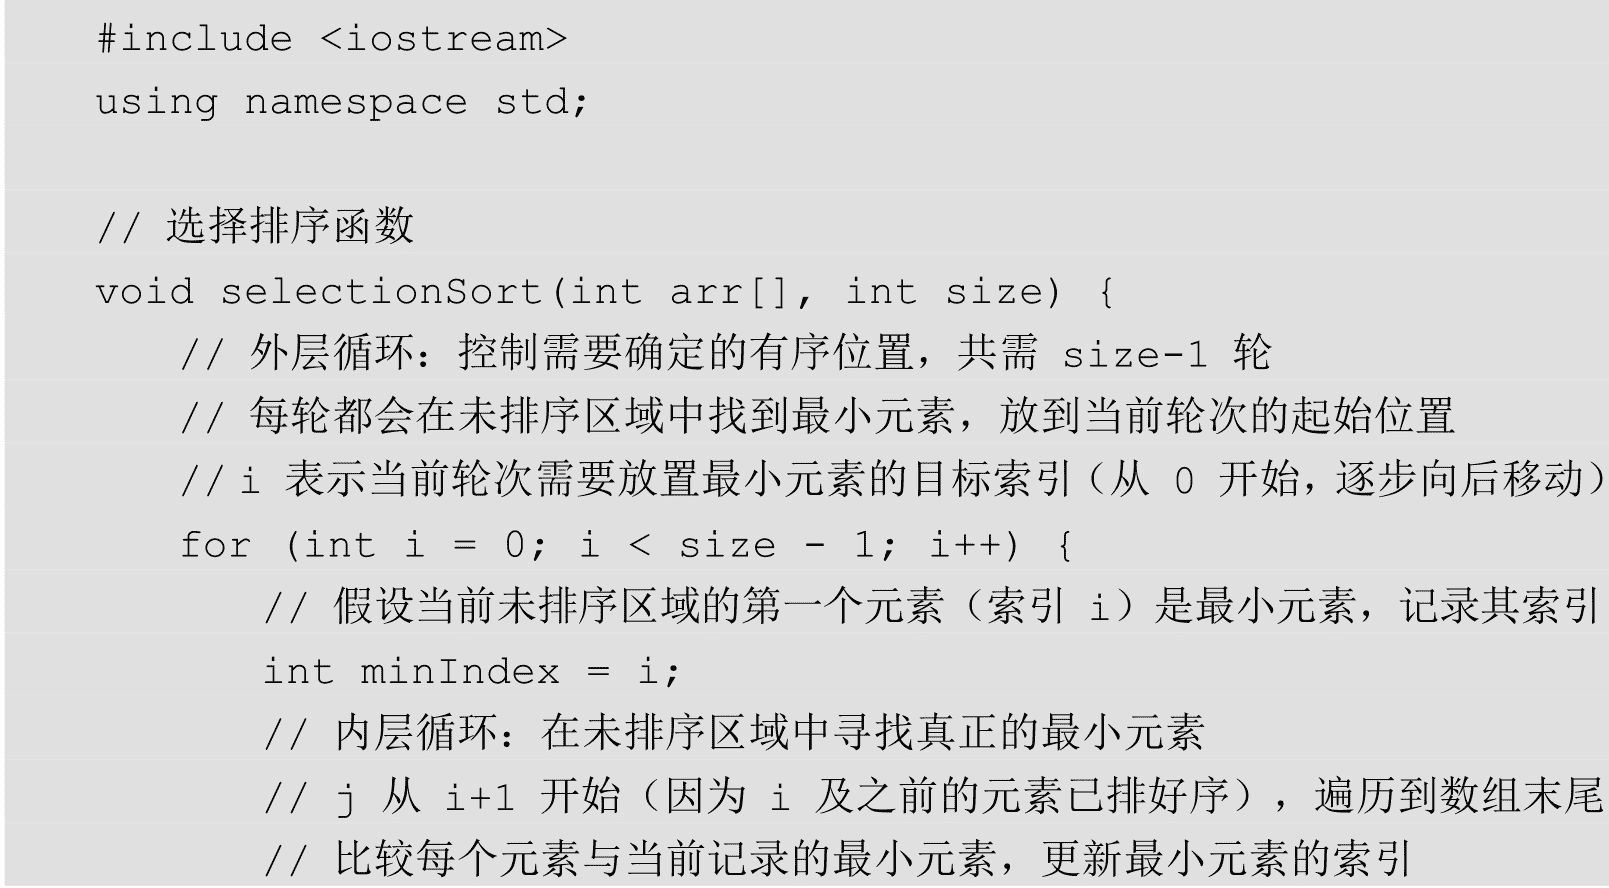 #include <iostream>
using namespace std;
// 选择排序函数
void selectionSort(int arr[], int size) {
// 外层循环：控制需要确定的有序位置，共需 size-1 轮
// 每轮都会在未排序区域中找到最小元素，放到当前轮次的起始位置
// i 表示当前轮次需要放置最小元素的目标索引（从 0 开始，逐步向后移动）
for (int i = 0; i < size - 1; i++) {
// 假设当前未排序区域的第一个元素（索引 i）是最小元素，记录其索引
int minIndex = i;
// 内层循环：在未排序区域中寻找真正的最小元素
// j 从 i+1 开始（因为 i 及之前的元素已排好序），遍历到数组末尾
// 比较每个元素与当前记录的最小元素，更新最小元素的索引